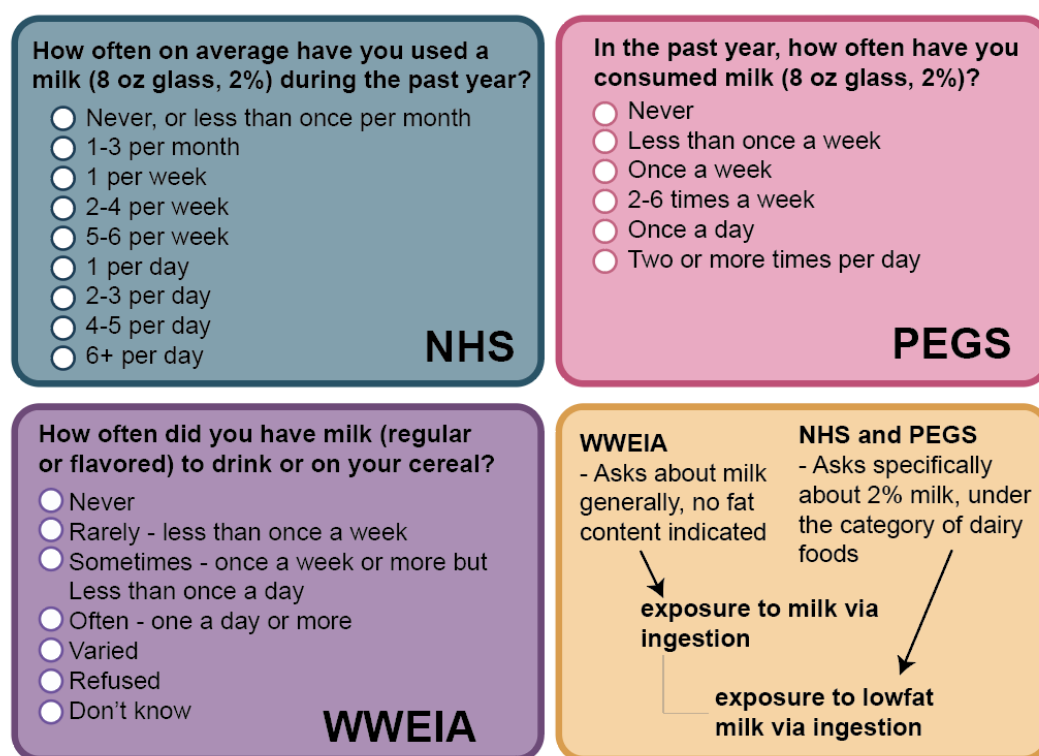 How often on average have you used a
milk (8 oz glass, 2%) during the past year?
Never, or less than once per month
1-3 per month
1 per week
2-4 per week
5-6 per week
1 per day
2-3 per day
4-5 per day
6+ per day
NHS
In the past year, how often have you
consumed milk (8 oz glass, 2%)?
Never
Less than once a week
Once a week
2-6 times a week
Once a day
Two or more times per day
PEGS
How often did you have milk (regular
or flavored) to drink or on your cereal?
Never
Rarely - less than once a week
Sometimes - once a week or more but
Less than once a day
Often - one a day or more
Varied
Refused
Don't know
WWEIA
WWEIA
- Asks about milk
generally, no fat
content indicated
NHS and PEGS
- Asks specifically
about 2% milk, under
the category of dairy
foods
exposure to milk via
ingestion
exposure to lowfat
milk via ingestion